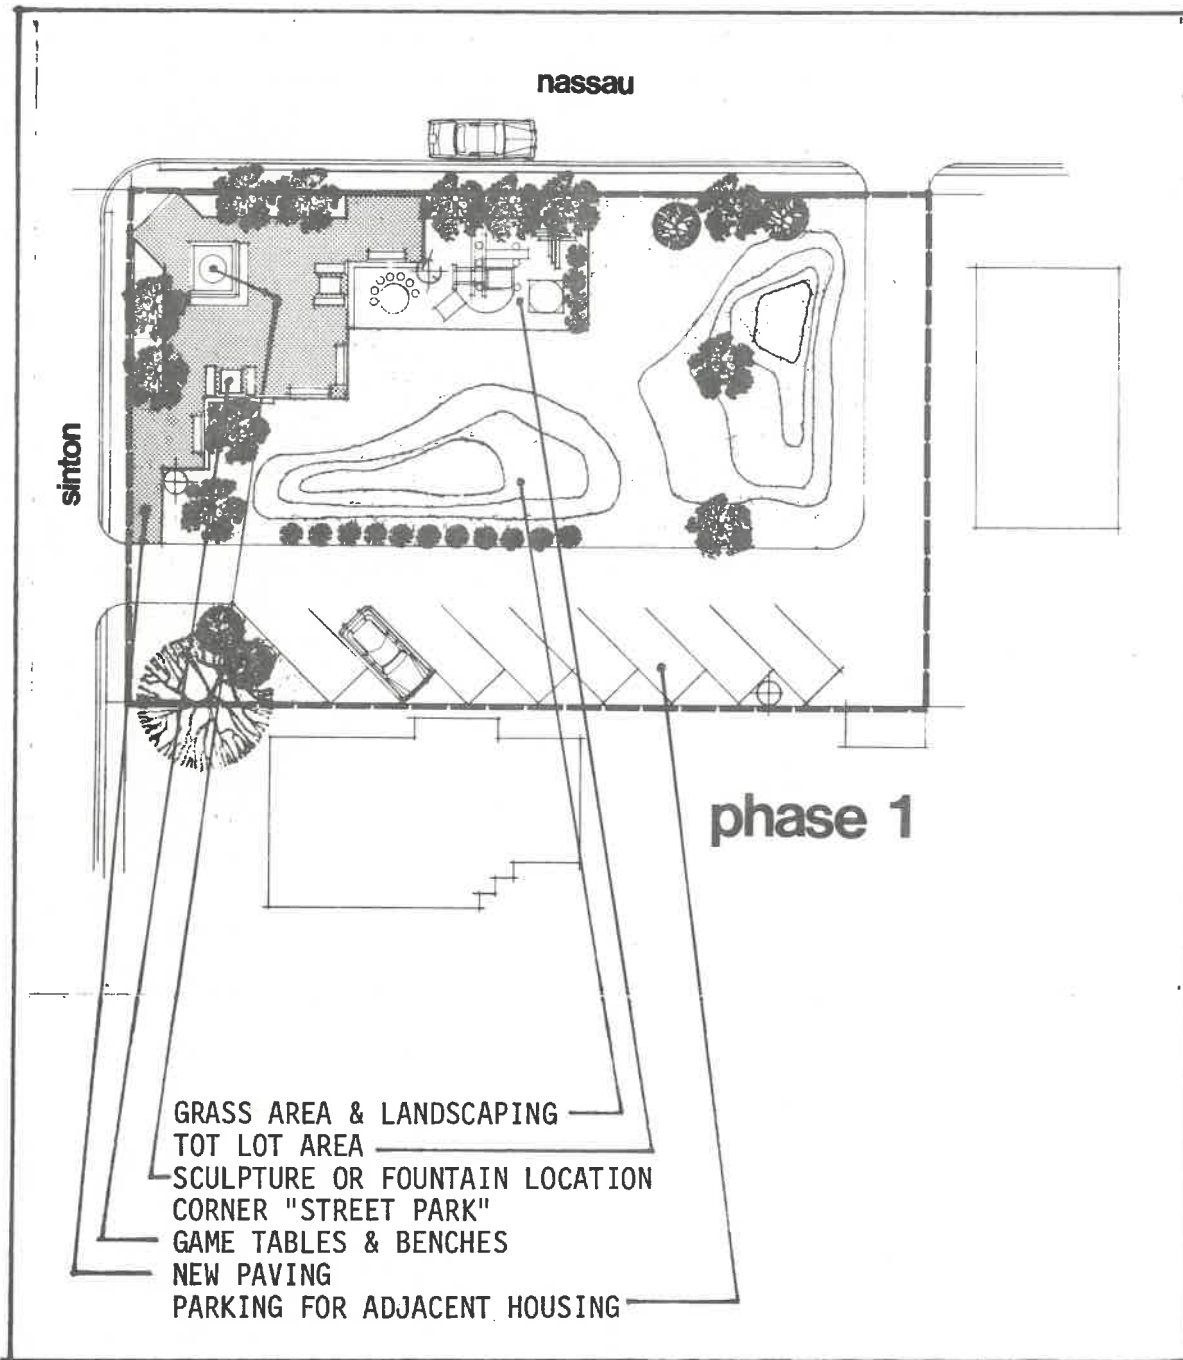 nassau
sinton
phase 1
GRASS AREA & LANDSCAPING
TOT LOT AREA
SCULPTURE OR FOUNTAIN LOCATION
CORNER "STREET PARK"
GAME TABLES & BENCHES
NEW PAVING
PARKING FOR ADJACENT HOUSING